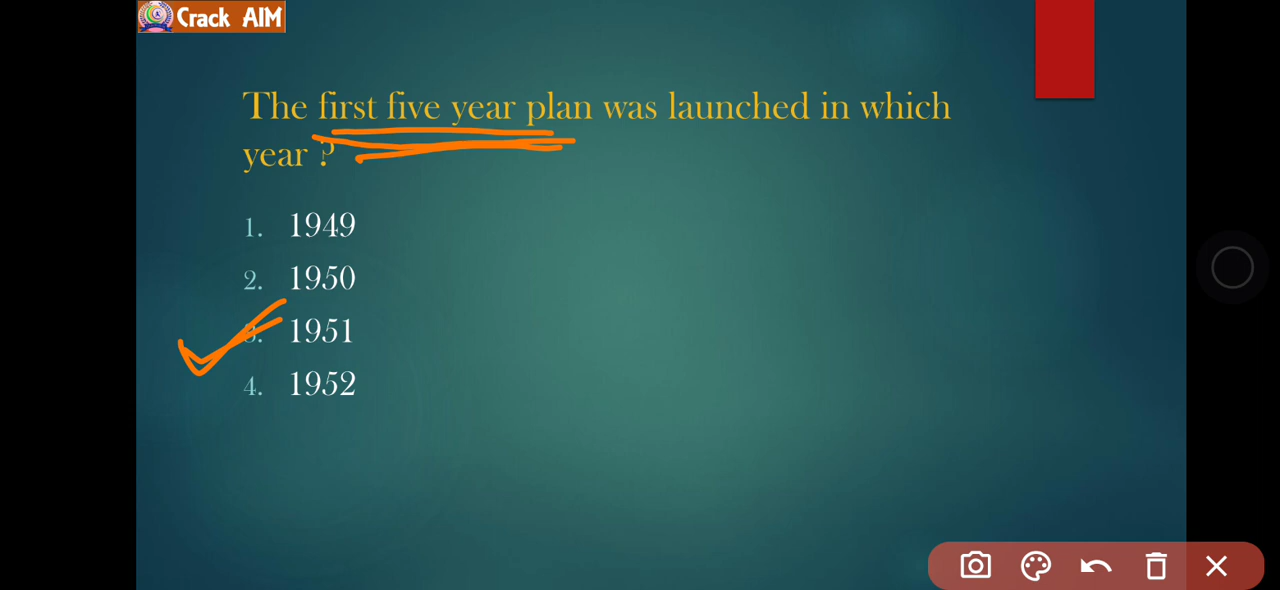 Crack AIM
The first five year plan was launched in which
year ?
1. 1949
2. 1950
3. 1951
4. 1952